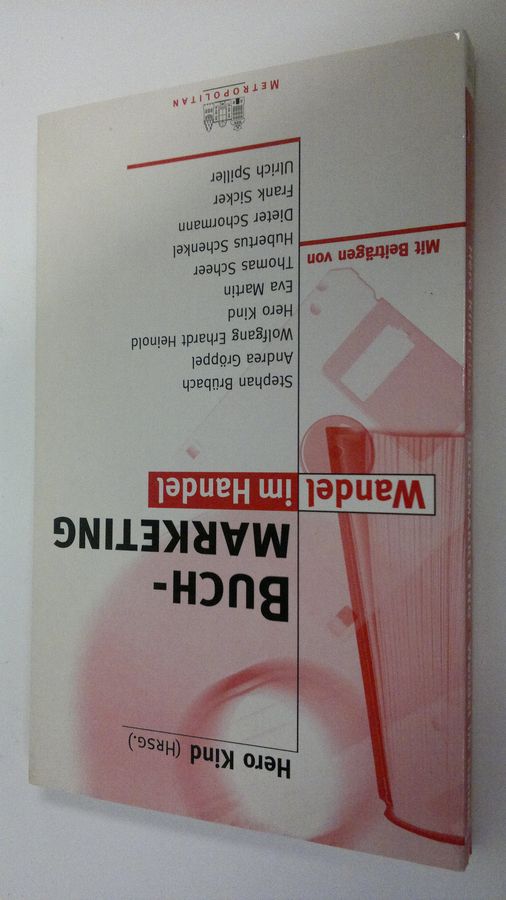 Hero Kind (HRSG.)
BUCH-
MARKETING
Wandel im Handel
Mit Beiträgen von
Stephan Brübach
Andrea Gröppel
Wolfgang Erhardt Heinold
Hero Kind
Eva Martin
Thomas Scheer
Hubertus Schenkel
Dieter Schormann
Frank Sicker
Ulrich Spiller
METROPOLITAN